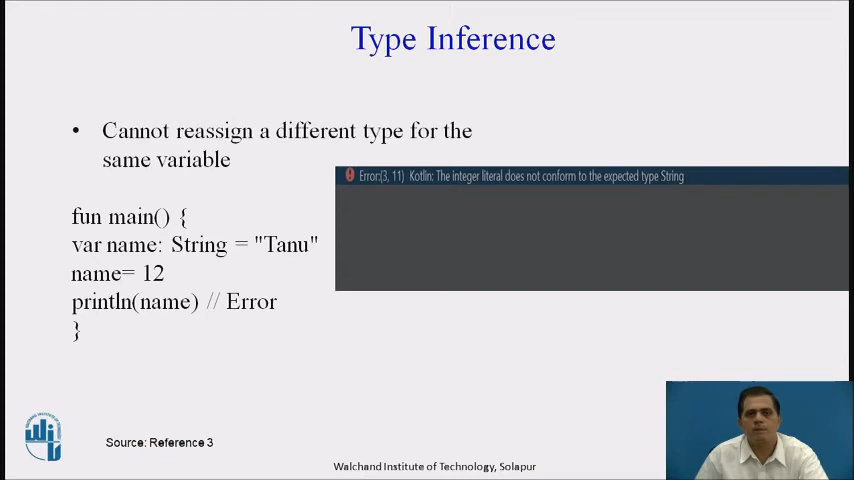 Type Inference
• Cannot reassign a different type for the
same variable
Error:(3, 11) Kotlin: The integer literal does not conform to the expected type String
fun main() {
var name: String = "Tanu"
name= 12
println(name) // Error
}
Source: Reference 3
Walchand Institute of Technology, Solapur